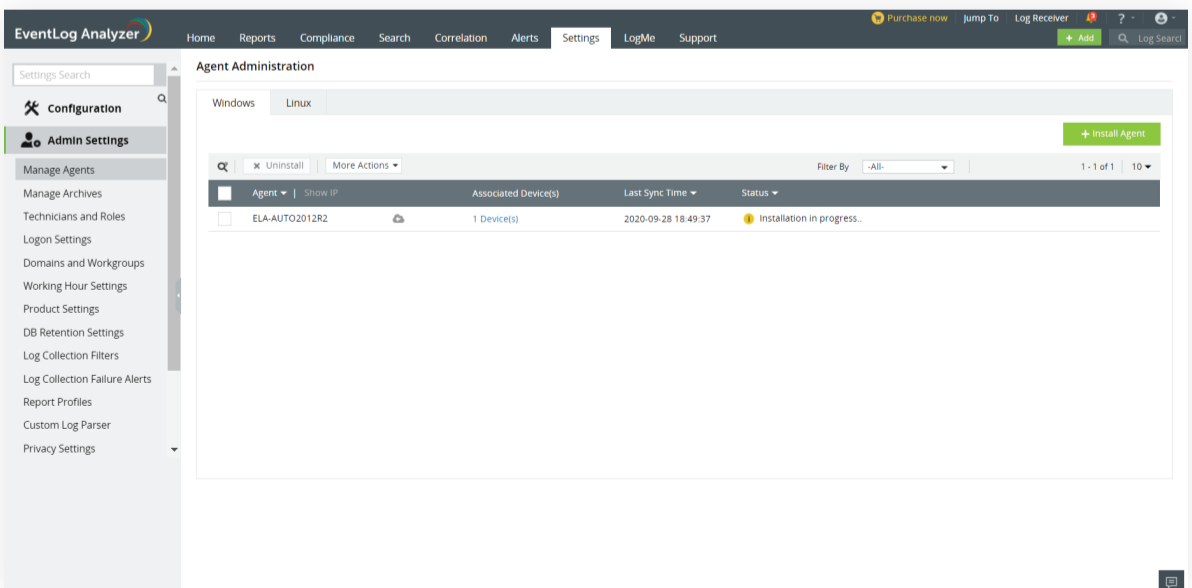 Purchase now Jump To Log Receiver 3 ?
EventLog Analyzer
Home Reports Compliance Search Correlation Alerts Settings LogMe Support
+ Add Log Searcl
Settings Search
Configuration
Admin Settings
Manage Agents
Manage Archives
Technicians and Roles
Logon Settings
Domains and Workgroups
Working Hour Settings
Product Settings
DB Retention Settings
Log Collection Filters
Log Collection Failure Alerts
Report Profiles
Custom Log Parser
Privacy Settings
Agent Administration
Windows Linux
+ Install Agent
Uninstall More Actions Filter By -All- 1 - 1 of 1 10
Agent | Show IP Associated Device(s) Last Sync Time Status
ELA-AUTO2012R2 1 Device(s) 2020-09-28 18:49:37 Installation in progress..